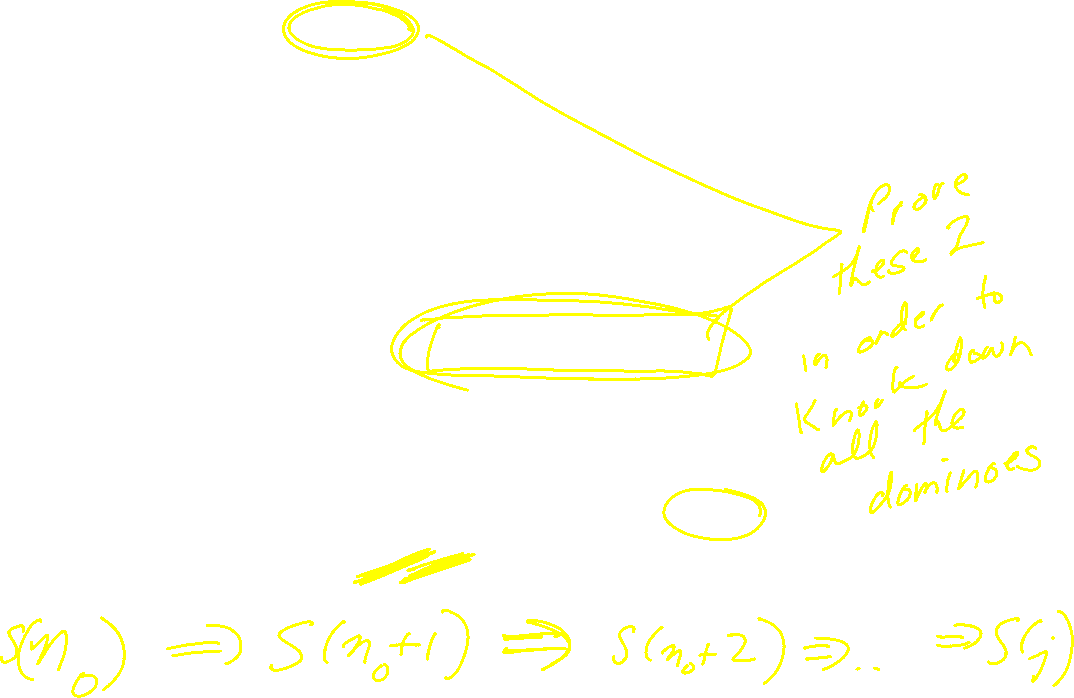 Prove
these 2
in order to
knock down
all the
dominoes
S(n₀) ⇒ S(n₀+1) ⇒ S(n₀+2) ⇒.. ⇒ S(j)